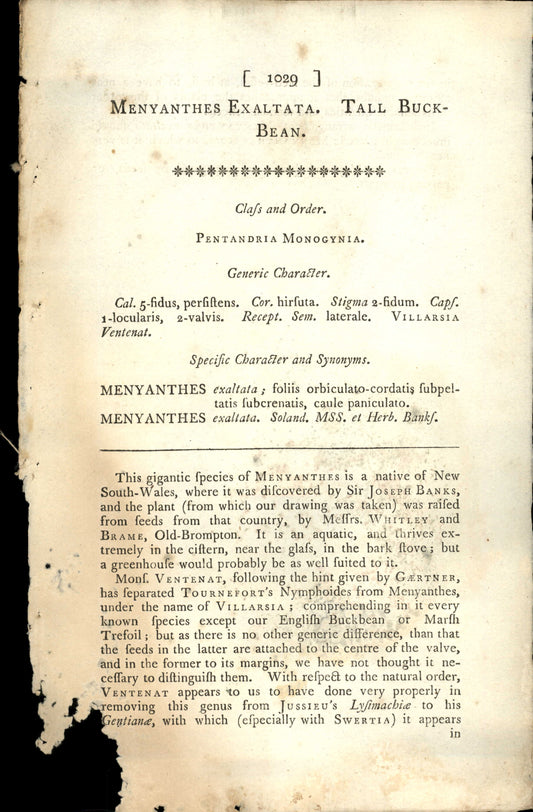 [ 1029 ]
Menyanthes Exaltata. Tall Buck-
Bean.
Claſs and Order.
Pentandria Monogynia.
Generic Character.
Cal. 5-fidus, perſiſtens. Cor. hirſuta. Stigma 2-fidum. Capſ.
1-locularis, 2-valvis. Recept. Sem. laterale. Villarsia
Ventenat.
Specific Character and Synonyms.
MENYANTHES exaltata; foliis orbiculato-cordatis ſubpel-
tatis ſubcrenatis, caule paniculato.
MENYANTHES exaltata. Soland. MSS. et Herb. Bankſ.
This gigantic ſpecies of Menyanthes is a native of New
South-Wales, where it was diſcovered by Sir Joseph Banks,
and the plant (from which our drawing was taken) was raiſed
from ſeeds from that country, by Meſſrs. Whitley and
Brame, Old-Brompton. It is an aquatic, and thrives ex-
tremely in the ciſtern, near the glaſs, in the bark ſtove; but
a greenhouſe would probably be as well ſuited to it.
Monſ. Ventenat, following the hint given by Gærtner,
has ſeparated Tournefort's Nymphoides from Menyanthes,
under the name of Villarsia; comprehending in it every
known ſpecies except our Engliſh Buckbean or Marſh
Trefoil; but as there is no other generic difference, than that
the ſeeds in the latter are attached to the centre of the valve,
and in the former to its margins, we have not thought it ne-
ceſſary to diſtinguiſh them. With reſpect to the natural order,
Ventenat appears to us to have done very properly in
removing this genus from Jussieu's Lyſimachiæ to his
Gentianæ, with which (eſpecially with Swertia) it appears
in